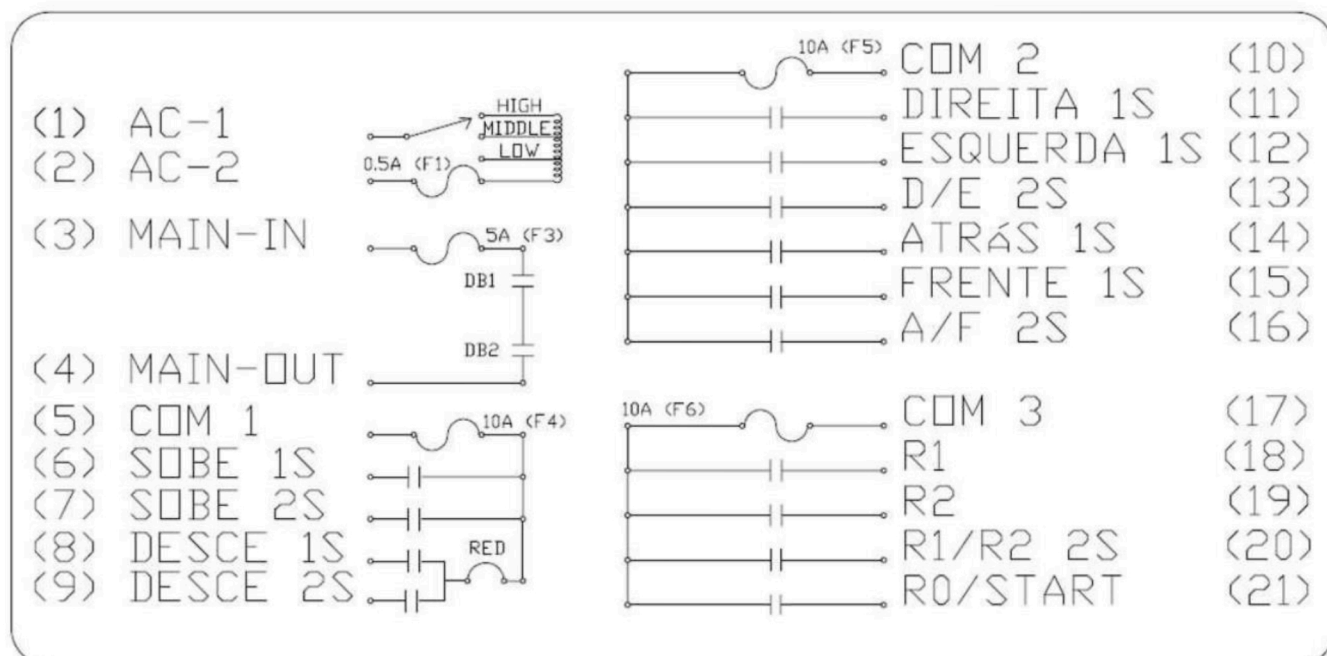 (1) AC-1
HIGH
MIDDLE
LOW
(2) AC-2
0.5A (F1)
(3) MAIN-IN
5A (F3)
DB1
DB2
(4) MAIN-OUT
(5) COM 1
10A (F4)
(6) SOBE 1S
(7) SOBE 2S
(8) DESCE 1S
RED
(9) DESCE 2S
10A (F5)
COM 2 (10)
DIREITA 1S (11)
ESQUERDA 1S (12)
D/E 2S (13)
ATRáS 1S (14)
FRENTE 1S (15)
A/F 2S (16)
10A (F6)
COM 3 (17)
R1 (18)
R2 (19)
R1/R2 2S (20)
R0/START (21)